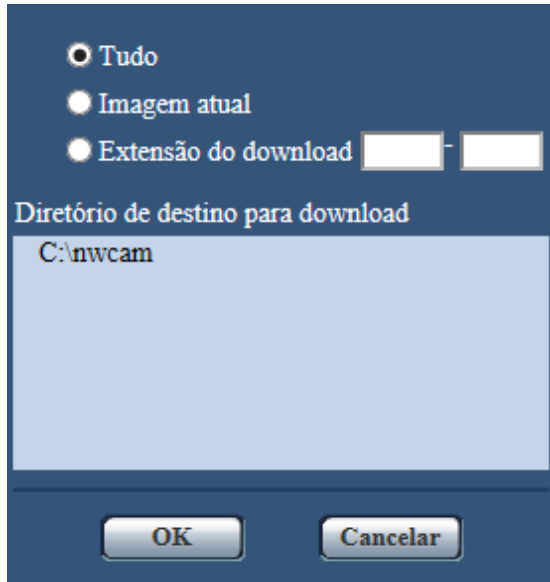 Tudo
Imagem atual
Extensão do download -
Diretório de destino para download
C:\nwcam
OK Cancelar